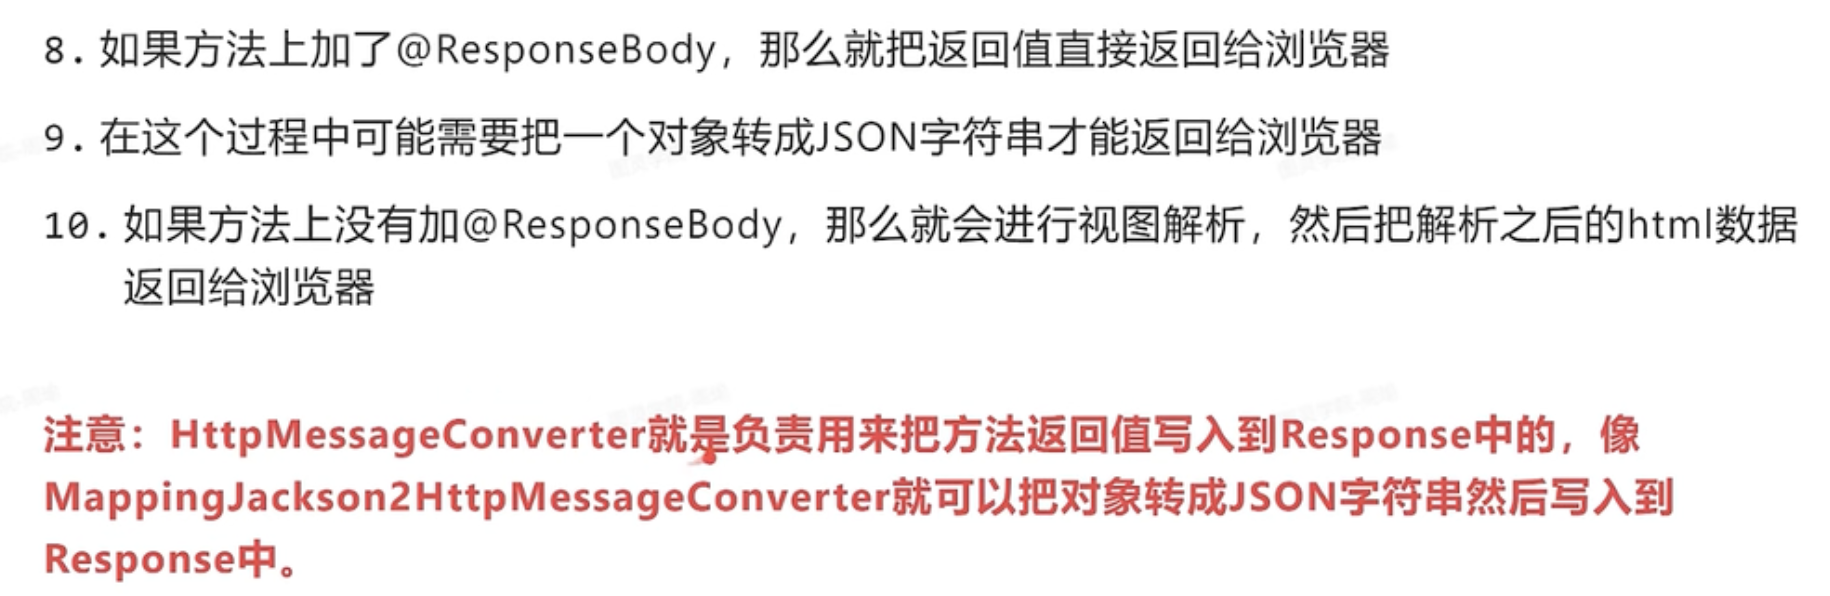 8. 如果方法上加了@ResponseBody，那么就把返回值直接返回给浏览器
9. 在这个过程中可能需要把一个对象转成JSON字符串才能返回给浏览器
10. 如果方法上没有加@ResponseBody，那么就会进行视图解析，然后把解析之后的html数据
返回给浏览器
注意：HttpMessageConverter就是负责用来把方法返回值写入到Response中的，像
MappingJackson2HttpMessageConverter就可以把对象转成JSON字符串然后写入到
Response中。